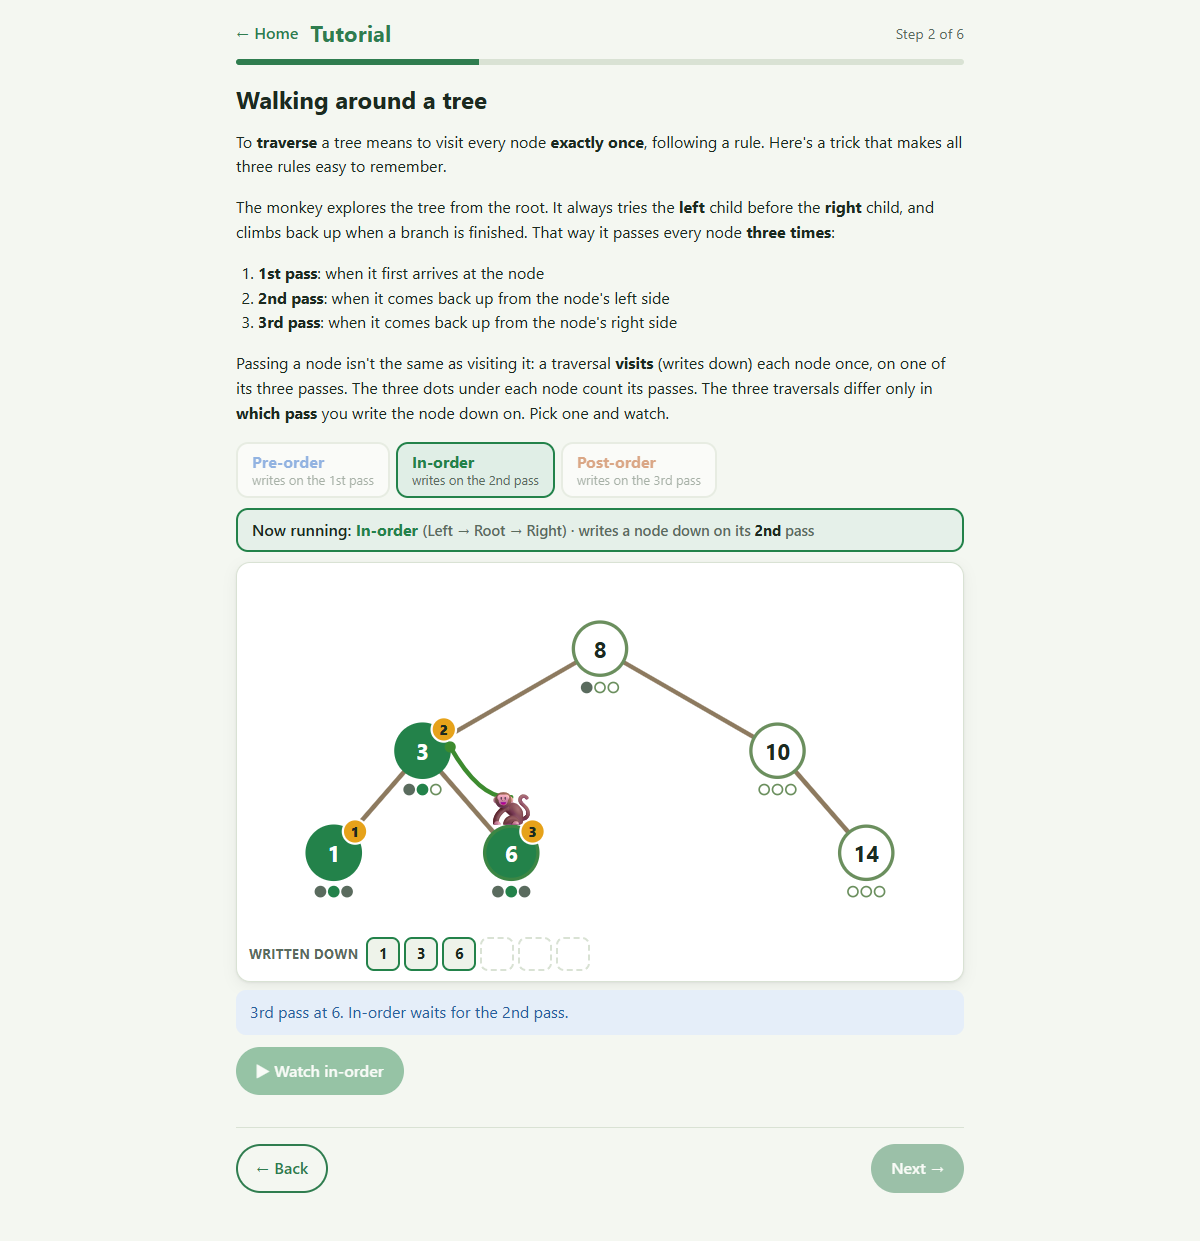 ← Home Tutorial Step 2 of 6
Walking around a tree
To traverse a tree means to visit every node exactly once, following a rule. Here's a trick that makes all
three rules easy to remember.
The monkey explores the tree from the root. It always tries the left child before the right child, and
climbs back up when a branch is finished. That way it passes every node three times:
1. 1st pass: when it first arrives at the node
2. 2nd pass: when it comes back up from the node's left side
3. 3rd pass: when it comes back up from the node's right side
Passing a node isn't the same as visiting it: a traversal visits (writes down) each node once, on one of
its three passes. The three dots under each node count its passes. The three traversals differ only in
which pass you write the node down on. Pick one and watch.
Pre-order In-order Post-order
writes on the 1st pass writes on the 2nd pass writes on the 3rd pass
Now running: In-order (Left → Root → Right) · writes a node down on its 2nd pass
8
2
3 10
1 3
1 6 14
WRITTEN DOWN 1 3 6
3rd pass at 6. In-order waits for the 2nd pass.
▶ Watch in-order
← Back Next →